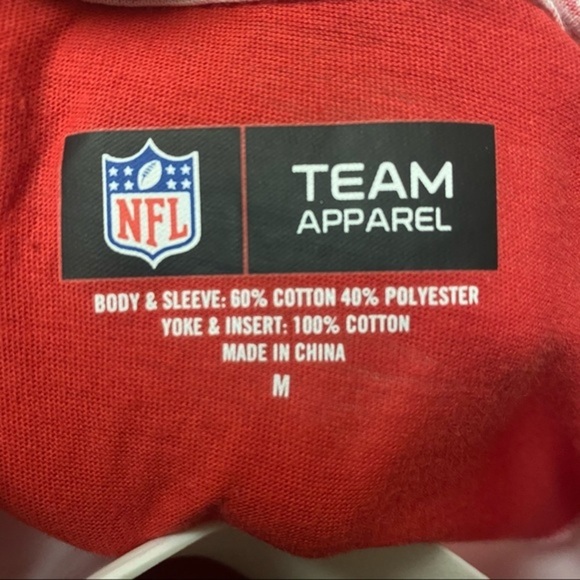 NFL
TEAM
APPAREL
BODY & SLEEVE: 60% COTTON 40% POLYESTER
YOKE & INSERT: 100% COTTON
MADE IN CHINA
M